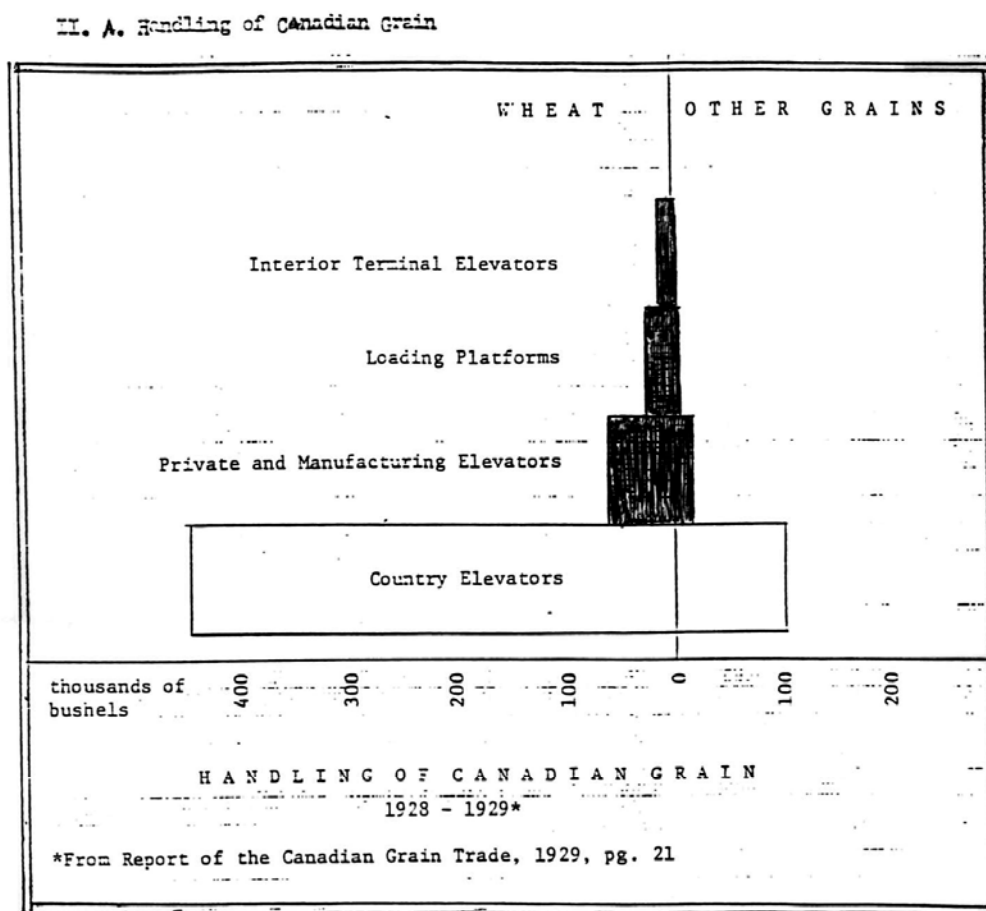 II. A. Handling of Canadian Grain
WHEAT OTHER GRAINS
Interior Terminal Elevators
Loading Platforms
Private and Manufacturing Elevators
Country Elevators
thousands of
bushels
400 300 200 100 0 100 200
HANDLING OF CANADIAN GRAIN
1928 - 1929*
*From Report of the Canadian Grain Trade, 1929, pg. 21